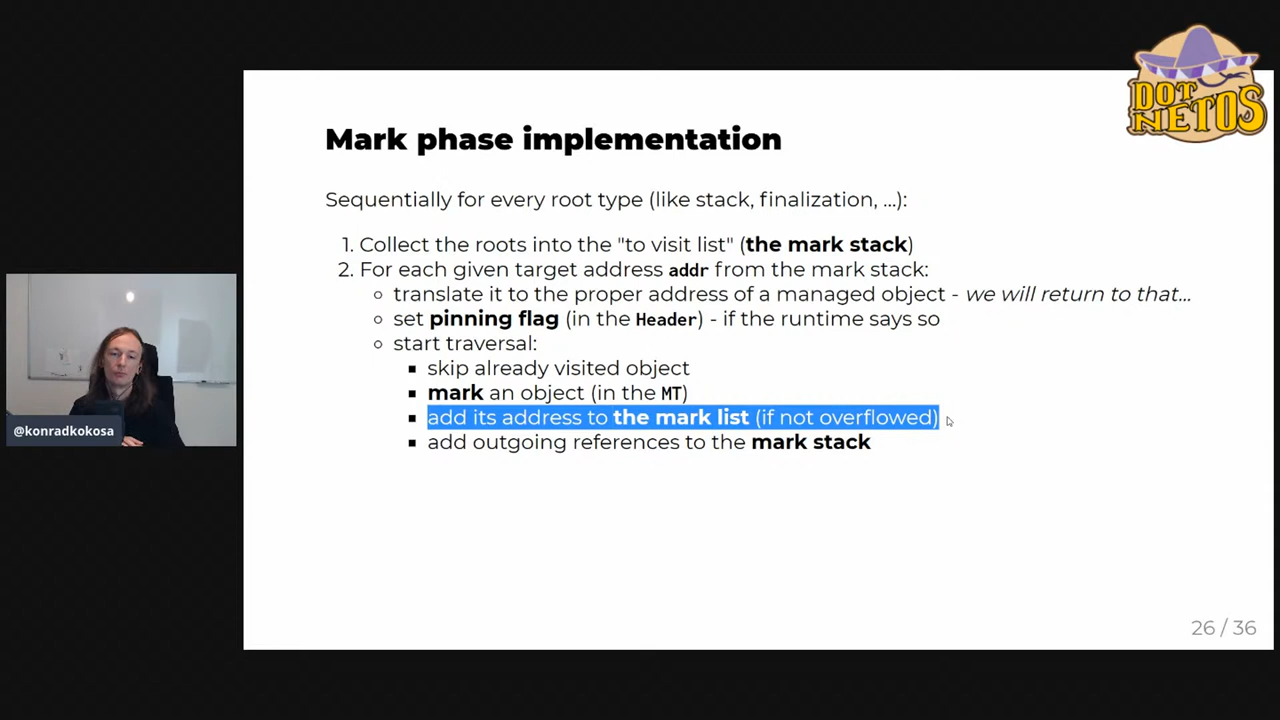 DOT
NETOS
Mark phase implementation
Sequentially for every root type (like stack, finalization, ...):
1. Collect the roots into the "to visit list" (the mark stack)
2. For each given target address addr from the mark stack:
translate it to the proper address of a managed object - we will return to that...
set pinning flag (in the Header) - if the runtime says so
start traversal:
skip already visited object
mark an object (in the MT)
add its address to the mark list (if not overflowed)
add outgoing references to the mark stack
@konradkokosa
26 / 36